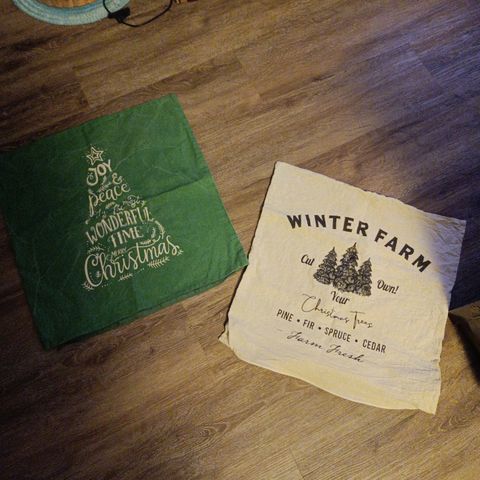 JOY
&
Peace
WONDERFUL
TIME
Christmas
WINTER FARM
Cut Own!
Your
Christmas Trees
PINE • FIR • SPRUCE • CEDAR
Farm Fresh